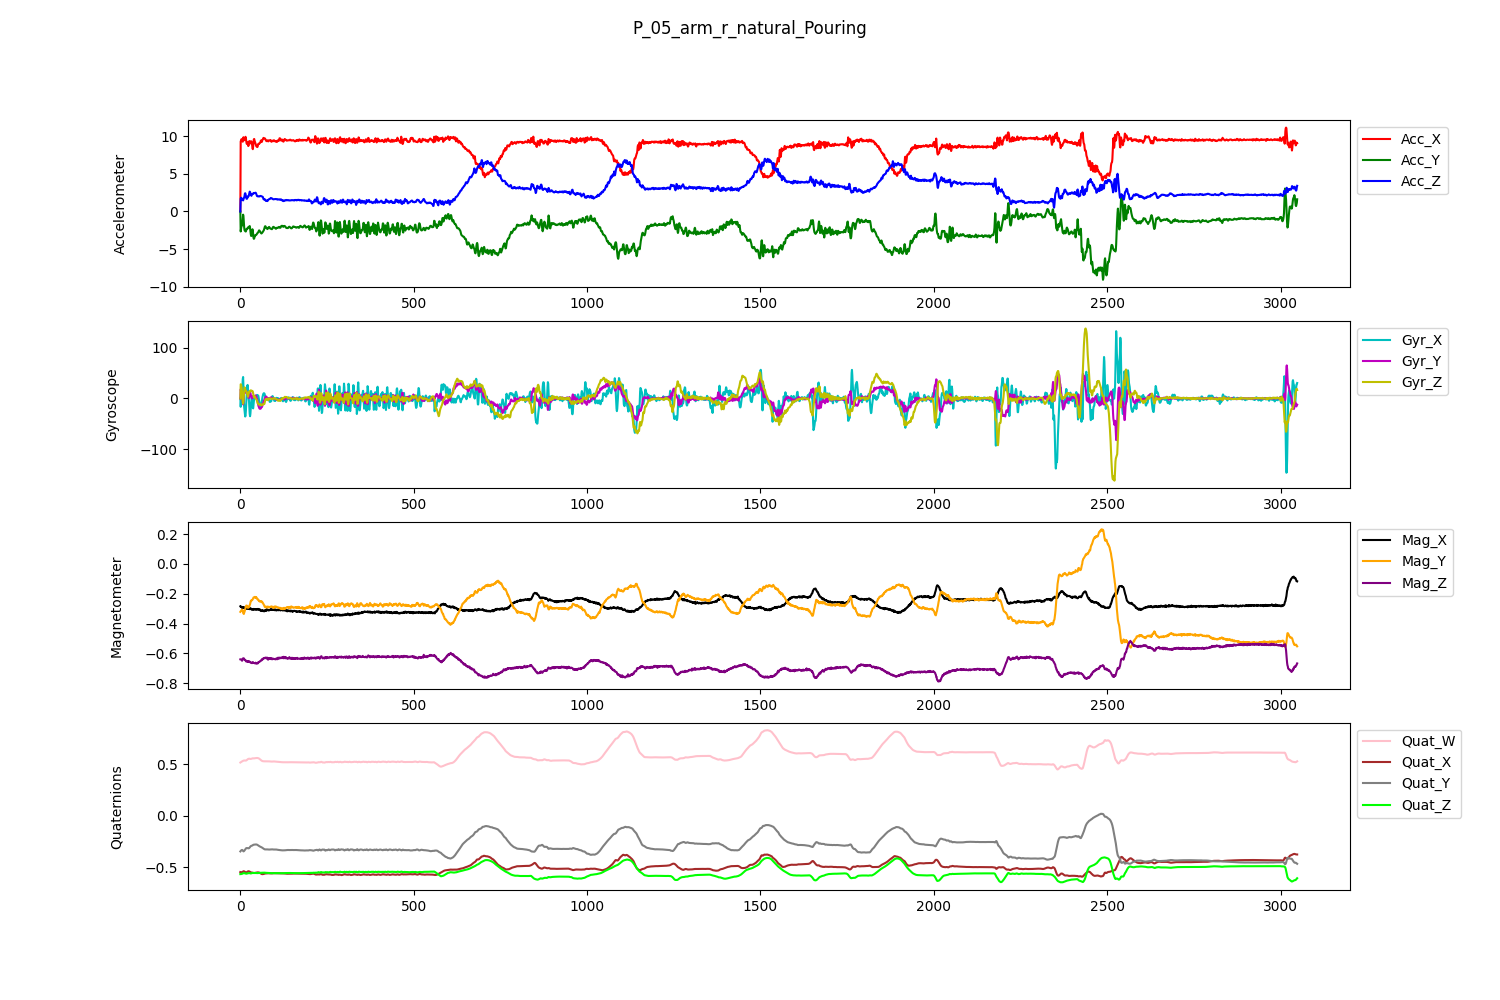 P_05_arm_r_natural_Pouring
Accelerometer
10
5
0
−5
−10
0 500 1000 1500 2000 2500 3000
Acc_X
Acc_Y
Acc_Z
Gyroscope
100
0
−100
0 500 1000 1500 2000 2500 3000
Gyr_X
Gyr_Y
Gyr_Z
Magnetometer
0.2
0.0
−0.2
−0.4
−0.6
−0.8
0 500 1000 1500 2000 2500 3000
Mag_X
Mag_Y
Mag_Z
Quaternions
0.5
0.0
−0.5
0 500 1000 1500 2000 2500 3000
Quat_W
Quat_X
Quat_Y
Quat_Z